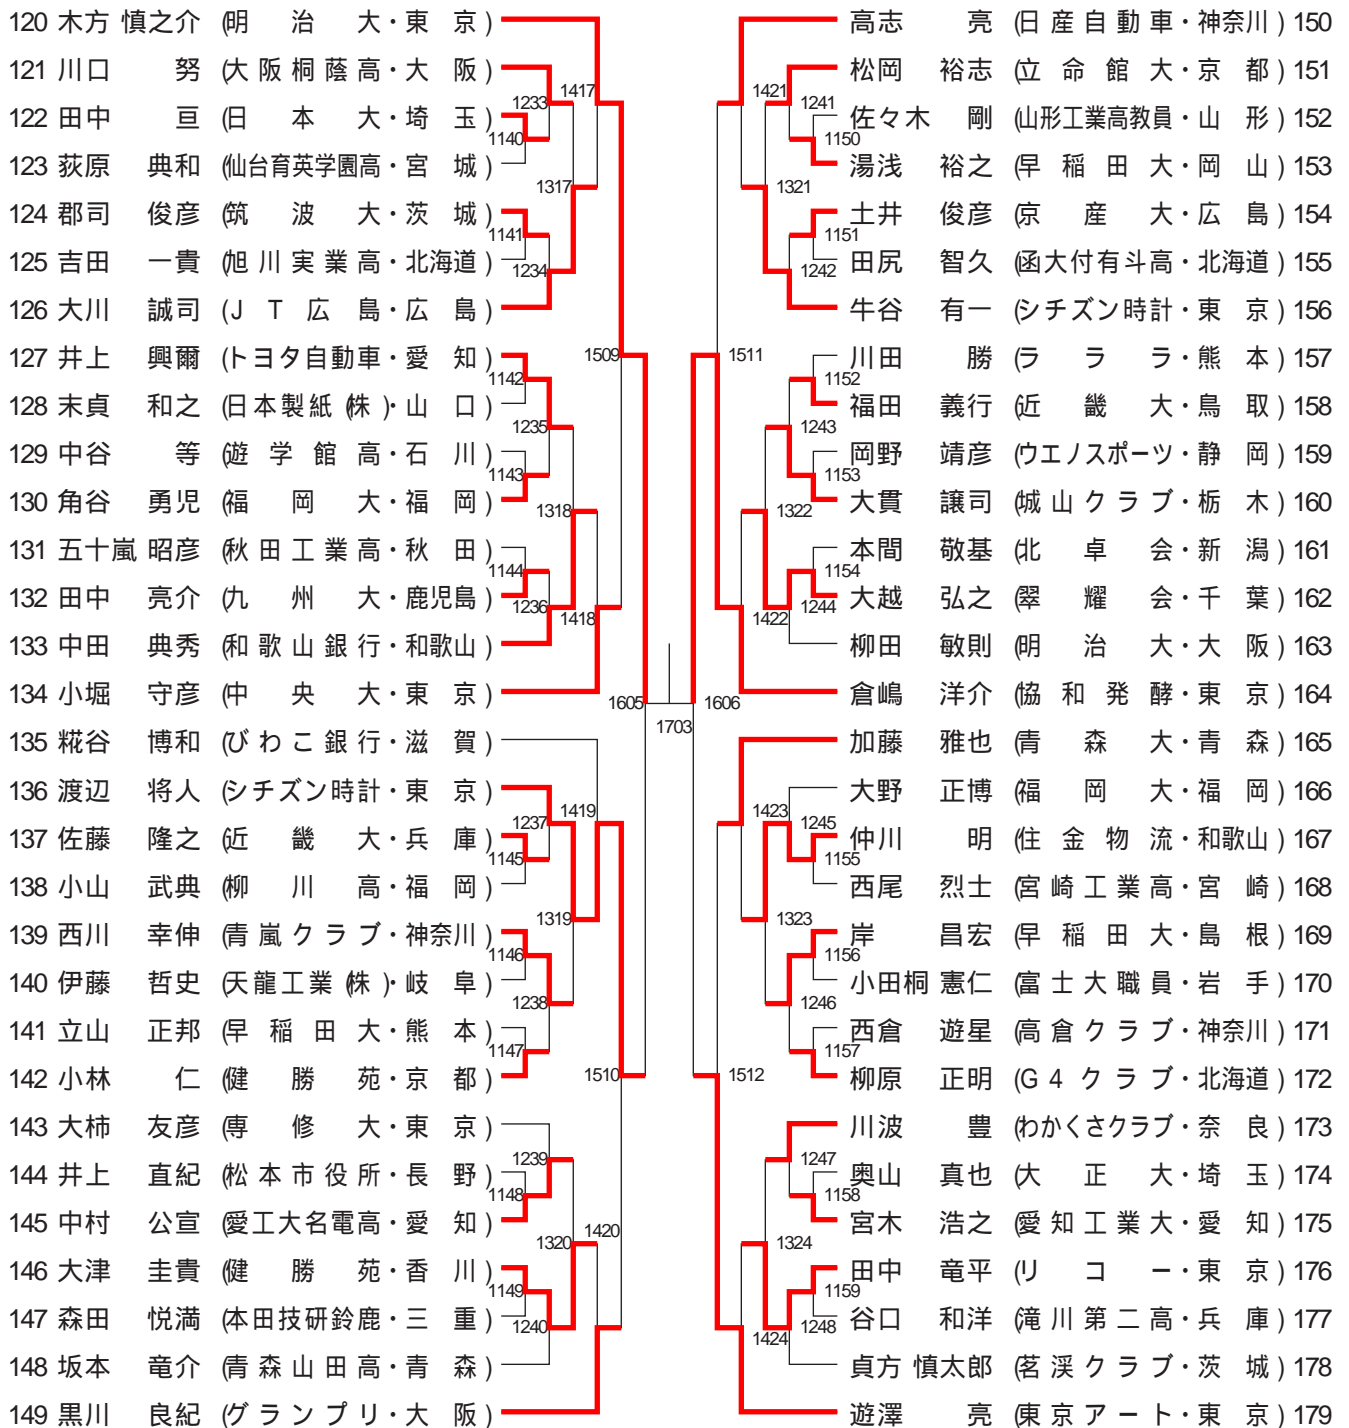 120 木方 慎之介 (明治大・東京)
121 川口 努 (大阪桐蔭高・大阪)
122 田中 亘 (日本大・埼玉)
123 荻原 典和 (仙台育英学園高・宮城)
124 郡司 俊彦 (筑波大・茨城)
125 吉田 一貴 (旭川実業高・北海道)
126 大川 誠司 (JT広島・広島)
127 井上 興爾 (トヨタ自動車・愛知)
128 末貞 和之 (日本製紙(株)・山口)
129 中谷 等 (遊学館高・石川)
130 角谷 勇児 (福岡大・福岡)
131 五十嵐 昭彦 (秋田工業高・秋田)
132 田中 亮介 (九州大・鹿児島)
133 中田 典秀 (和歌山銀行・和歌山)
134 小堀 守彦 (中央大・東京)
135 糀谷 博和 (びわこ銀行・滋賀)
136 渡辺 将人 (シチズン時計・東京)
137 佐藤 隆之 (近畿大・兵庫)
138 小山 武典 (柳川高・福岡)
139 西川 幸伸 (青嵐クラブ・神奈川)
140 伊藤 哲史 (天龍工業(株)・岐阜)
141 立山 正邦 (早稲田大・熊本)
142 小林 仁 (健勝苑・京都)
143 大柿 友彦 (専修大・東京)
144 井上 直紀 (松本市役所・長野)
145 中村 公宣 (愛工大名電高・愛知)
146 大津 圭貴 (健勝苑・香川)
147 森田 悦満 (本田技研鈴鹿・三重)
148 坂本 竜介 (青森山田高・青森)
149 黒川 良紀 (グランプリ・大阪)
1140
1141
1142
1143
1144
1145
1146
1147
1148
1149
1233
1234
1235
1236
1237
1238
1239
1240
1317
1318
1319
1320
1417
1418
1419
1420
1509
1510
1605
1703
1606
1511
1512
1421
1422
1423
1424
1321
1322
1323
1324
1241
1242
1243
1244
1245
1246
1247
1248
1150
1151
1152
1153
1154
1155
1156
1157
1158
1159
高志 亮 (日産自動車・神奈川) 150
松岡 裕志 (立命館大・京都) 151
佐々木 剛 (山形工業高教員・山形) 152
湯浅 裕之 (早稲田大・岡山) 153
土井 俊彦 (京産大・広島) 154
田尻 智久 (函大付有斗高・北海道) 155
牛谷 有一 (シチズン時計・東京) 156
川田 勝 (ララララ・熊本) 157
福田 義行 (近畿大・鳥取) 158
岡野 靖彦 (ウエノスポーツ・静岡) 159
大貫 譲司 (城山クラブ・栃木) 160
本間 敬基 (北卓会・新潟) 161
大越 弘之 (翠耀会・千葉) 162
柳田 敏則 (明治大・大阪) 163
倉嶋 洋介 (協和発酵・東京) 164
加藤 雅也 (青森大・青森) 165
大野 正博 (福岡大・福岡) 166
仲川 明 (住金物流・和歌山) 167
西尾 烈士 (宮崎工業高・宮崎) 168
岸 昌宏 (早稲田大・島根) 169
小田桐 憲仁 (富士大職員・岩手) 170
西倉 遊星 (高倉クラブ・神奈川) 171
柳原 正明 (G4クラブ・北海道) 172
川波 豊 (わかくさクラブ・奈良) 173
奥山 真也 (大正大・埼玉) 174
宮木 浩之 (愛知工業大・愛知) 175
田中 竜平 (リコー・東京) 176
谷口 和洋 (滝川第二高・兵庫) 177
貞方 慎太郎 (茗渓クラブ・茨城) 178
遊澤 亮 (東京アート・東京) 179